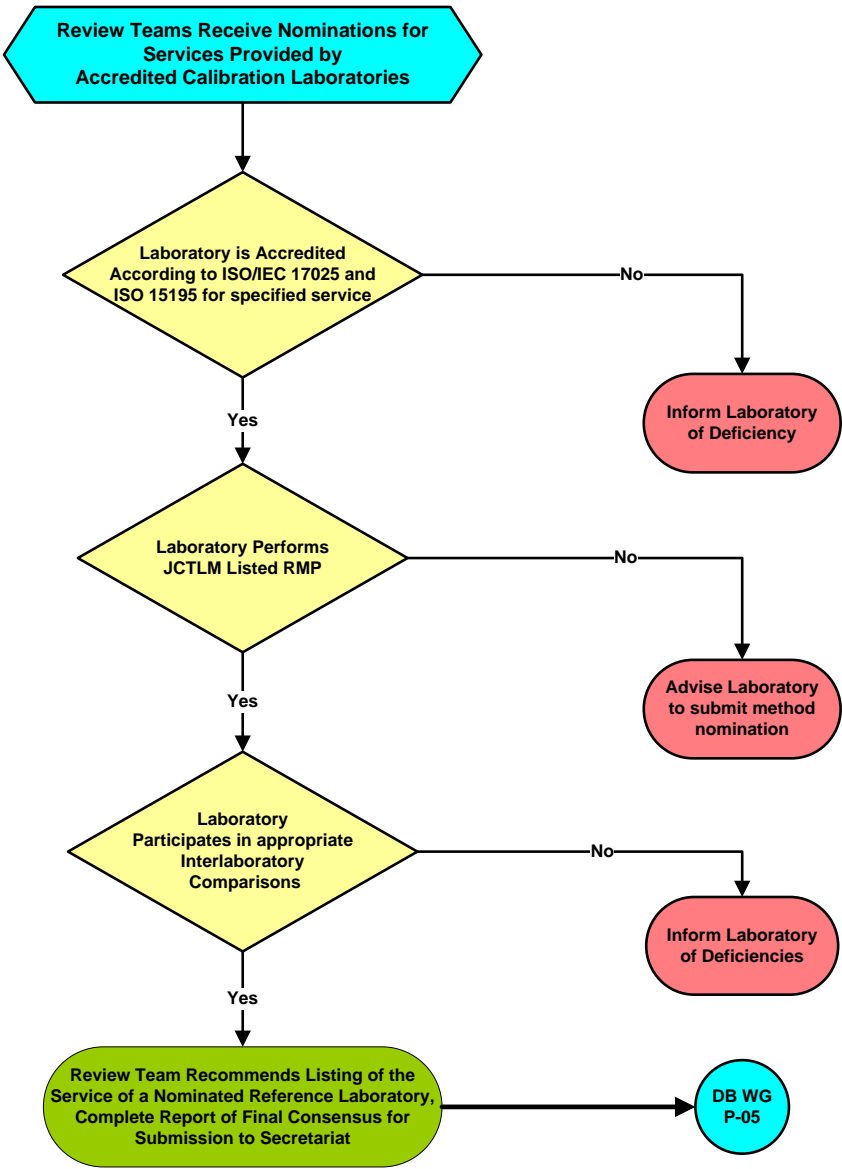 Review Teams Receive Nominations for
Services Provided by
Accredited Calibration Laboratories
Laboratory is Accredited
According to ISO/IEC 17025 and
ISO 15195 for specified service
No
Inform Laboratory
of Deficiency
Yes
Laboratory Performs
JCTLM Listed RMP
No
Advise Laboratory
to submit method
nomination
Yes
Laboratory
Participates in appropriate
Interlaboratory
Comparisons
No
Inform Laboratory
of Deficiencies
Yes
Review Team Recommends Listing of the
Service of a Nominated Reference Laboratory,
Complete Report of Final Consensus for
Submission to Secretariat
DB WG
P-05